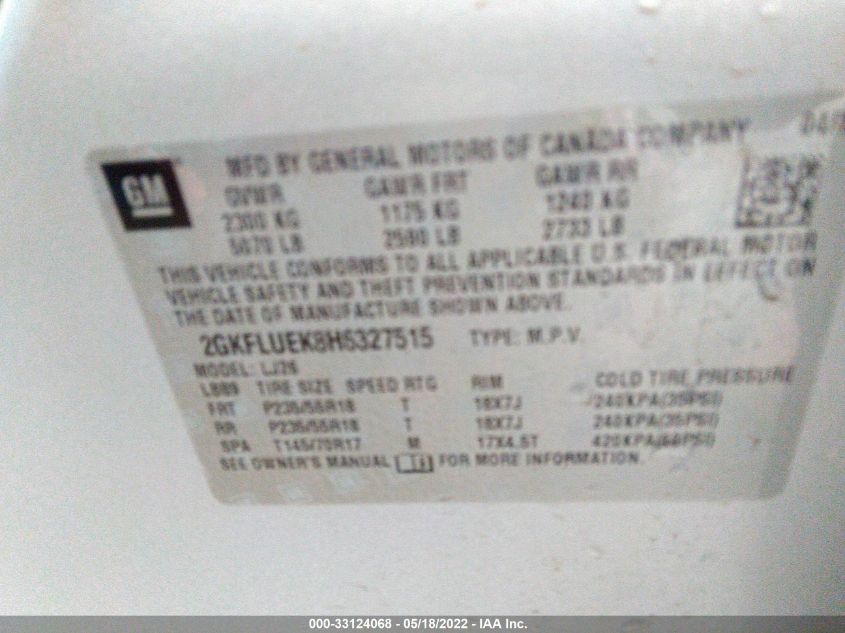 MFD BY GENERAL MOTORS OF CANADA COMPANY
GM
GVWR GAWR FRT GAWR RR
2300 KG 1175 KG 1240 KG
5070 LB 2590 LB 2733 LB
THIS VEHICLE CONFORMS TO ALL APPLICABLE U.S. FEDERAL MOTOR
VEHICLE SAFETY AND THEFT PREVENTION STANDARDS IN EFFECT ON
THE DATE OF MANUFACTURE SHOWN ABOVE.
2GKFLUEK8H6327515 TYPE: M.P.V.
MODEL: LJ26
TIRE SIZE SPEED RTG RIM COLD TIRE PRESSURE
FRT P235/55R18 T 18X7J 240KPA(35PSI)
RR P235/55R18 T 18X7J 240KPA(35PSI)
SPA T145/70R17 M 17X4.5T 420KPA(60PSI)
SEE OWNER'S MANUAL FOR MORE INFORMATION.
000-33124068 - 05/18/2022 - IAA Inc.